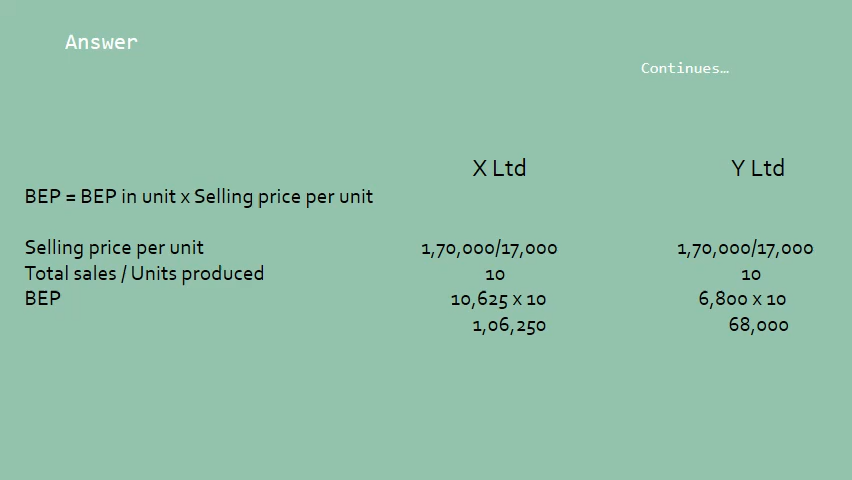 Answer
Continues…
X Ltd Y Ltd
BEP = BEP in unit x Selling price per unit
Selling price per unit 1,70,000/17,000 1,70,000/17,000
Total sales / Units produced 10 10
BEP 10,625 x 10 6,800 x 10
1,06,250 68,000